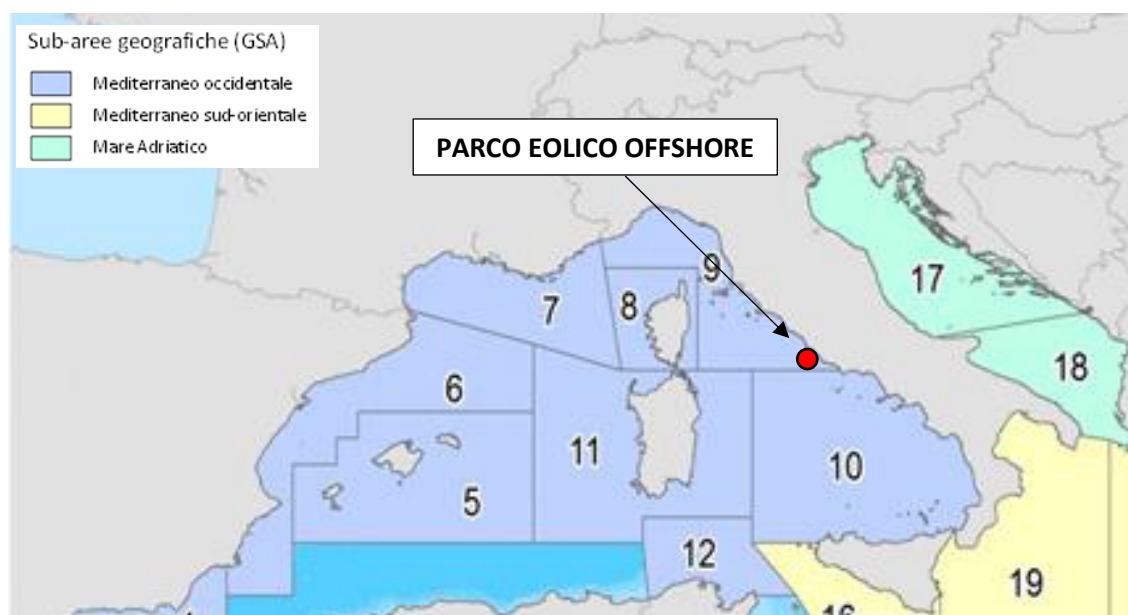 Sub-aree geografiche (GSA)
Mediterraneo occidentale
Mediterraneo sud-orientale
Mare Adriatico
PARCO EOLICO OFFSHORE
9
17
7
8
18
6
11
10
5
12
19
16